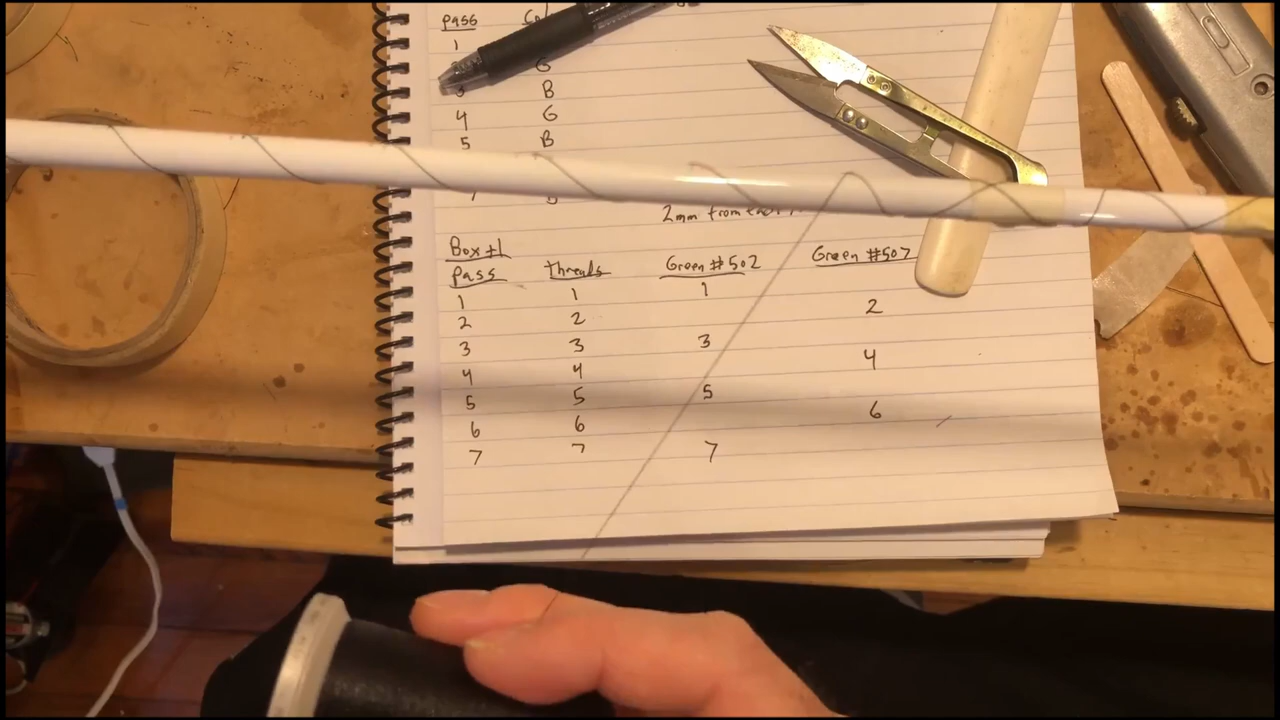 Pass
1
G
3 B
4 G
5 B
2mm from
Box #1
Pass threads Green #502 Green #507
1 1 1
2 2 2
3 3 3
4 4 4
5 5 5
6 6 6
7 7 7